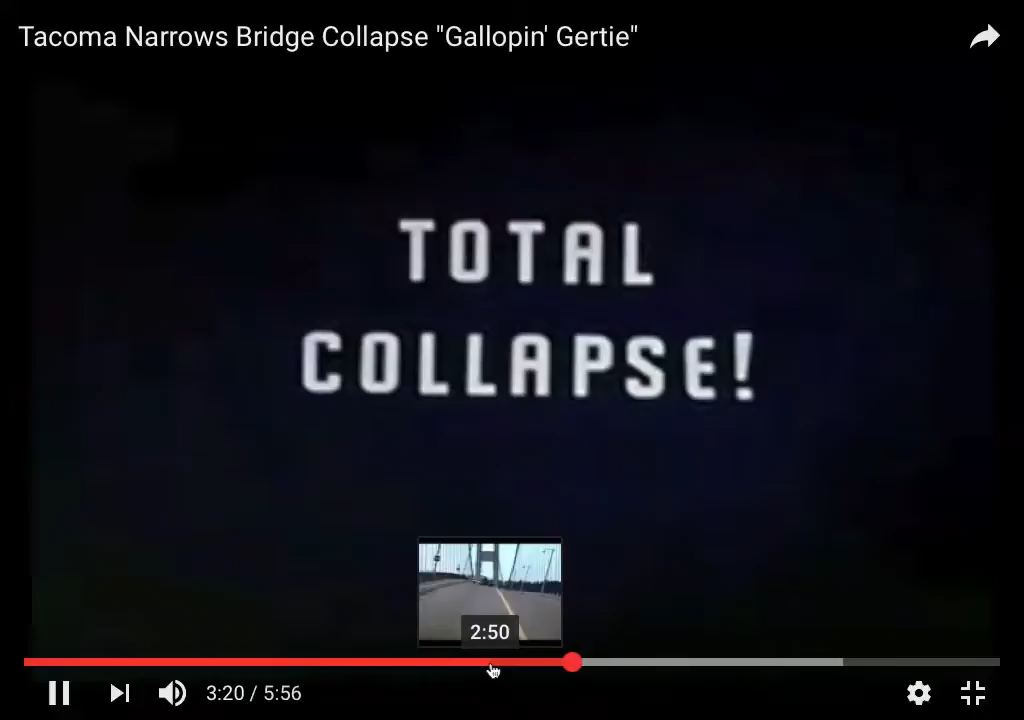 Tacoma Narrows Bridge Collapse "Gallopin' Gertie"
TOTAL
COLLAPSE!
2:50
3:20 / 5:56